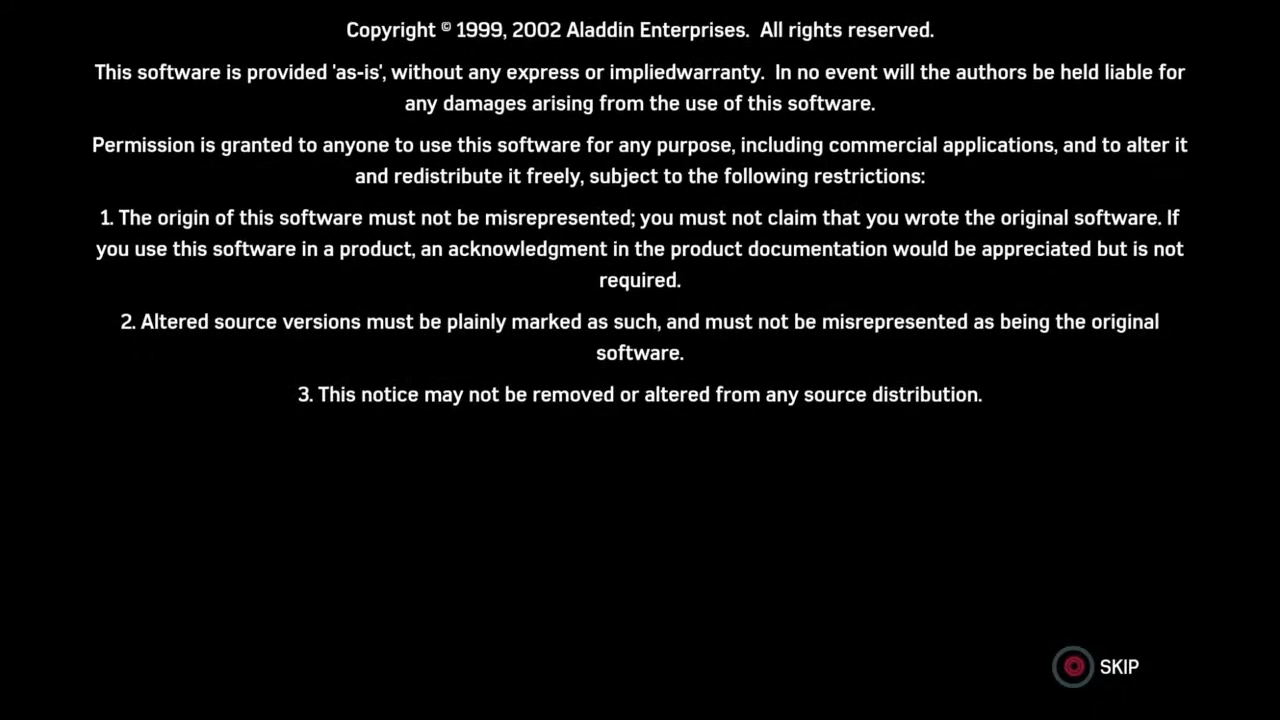 Copyright © 1999, 2002 Aladdin Enterprises.  All rights reserved.
This software is provided 'as-is', without any express or impliedwarranty.  In no event will the authors be held liable for
any damages arising from the use of this software.
Permission is granted to anyone to use this software for any purpose, including commercial applications, and to alter it
and redistribute it freely, subject to the following restrictions:
1. The origin of this software must not be misrepresented; you must not claim that you wrote the original software. If
you use this software in a product, an acknowledgment in the product documentation would be appreciated but is not
required.
2. Altered source versions must be plainly marked as such, and must not be misrepresented as being the original
software.
3. This notice may not be removed or altered from any source distribution.
SKIP